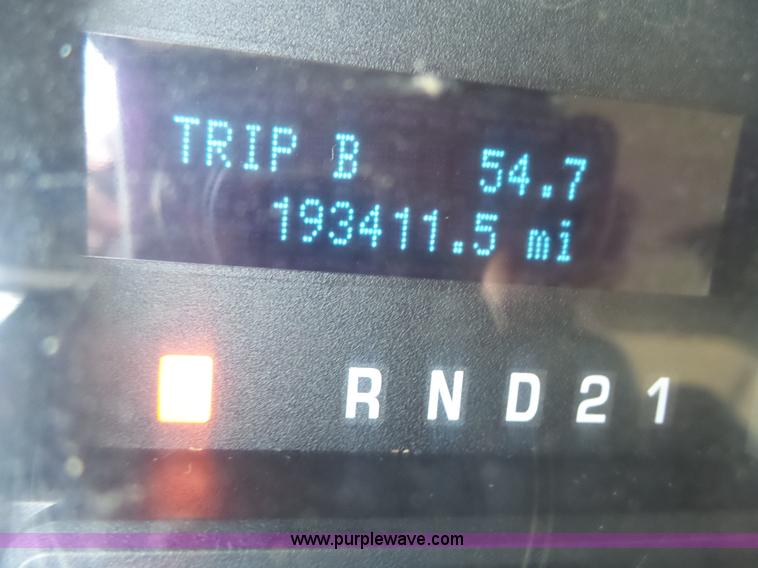 TRIP B 54.7
193411.5 mi
R N D 2 1
www.purplewave.com